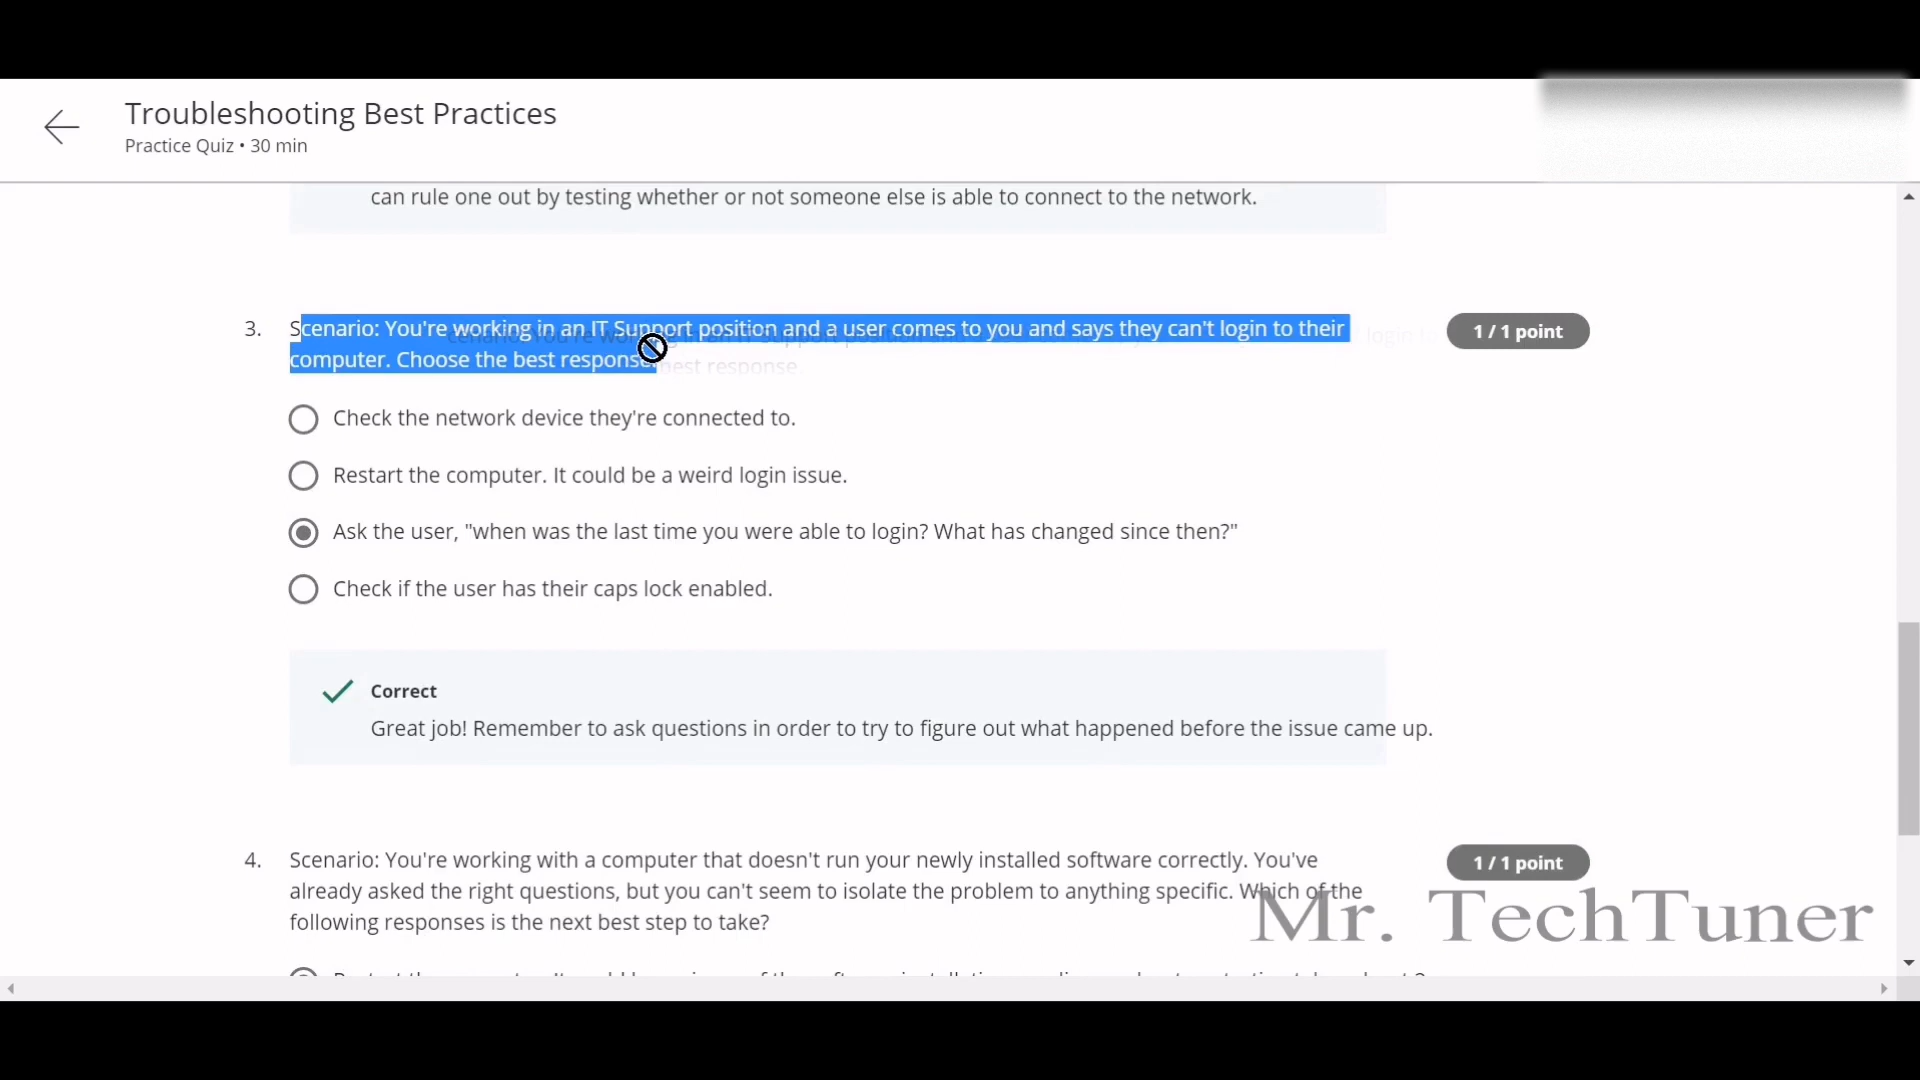 Troubleshooting Best Practices
Practice Quiz • 30 min
can rule one out by testing whether or not someone else is able to connect to the network.
3. Scenario: You're working in an IT Support position and a user comes to you and says they can't login to their
computer. Choose the best response.
1 / 1 point
Check the network device they're connected to.
Restart the computer. It could be a weird login issue.
Ask the user, "when was the last time you were able to login? What has changed since then?"
Check if the user has their caps lock enabled.
Correct
Great job! Remember to ask questions in order to try to figure out what happened before the issue came up.
4. Scenario: You're working with a computer that doesn't run your newly installed software correctly. You've
already asked the right questions, but you can't seem to isolate the problem to anything specific. Which of the
following responses is the next best step to take?
1 / 1 point
Mr. TechTuner